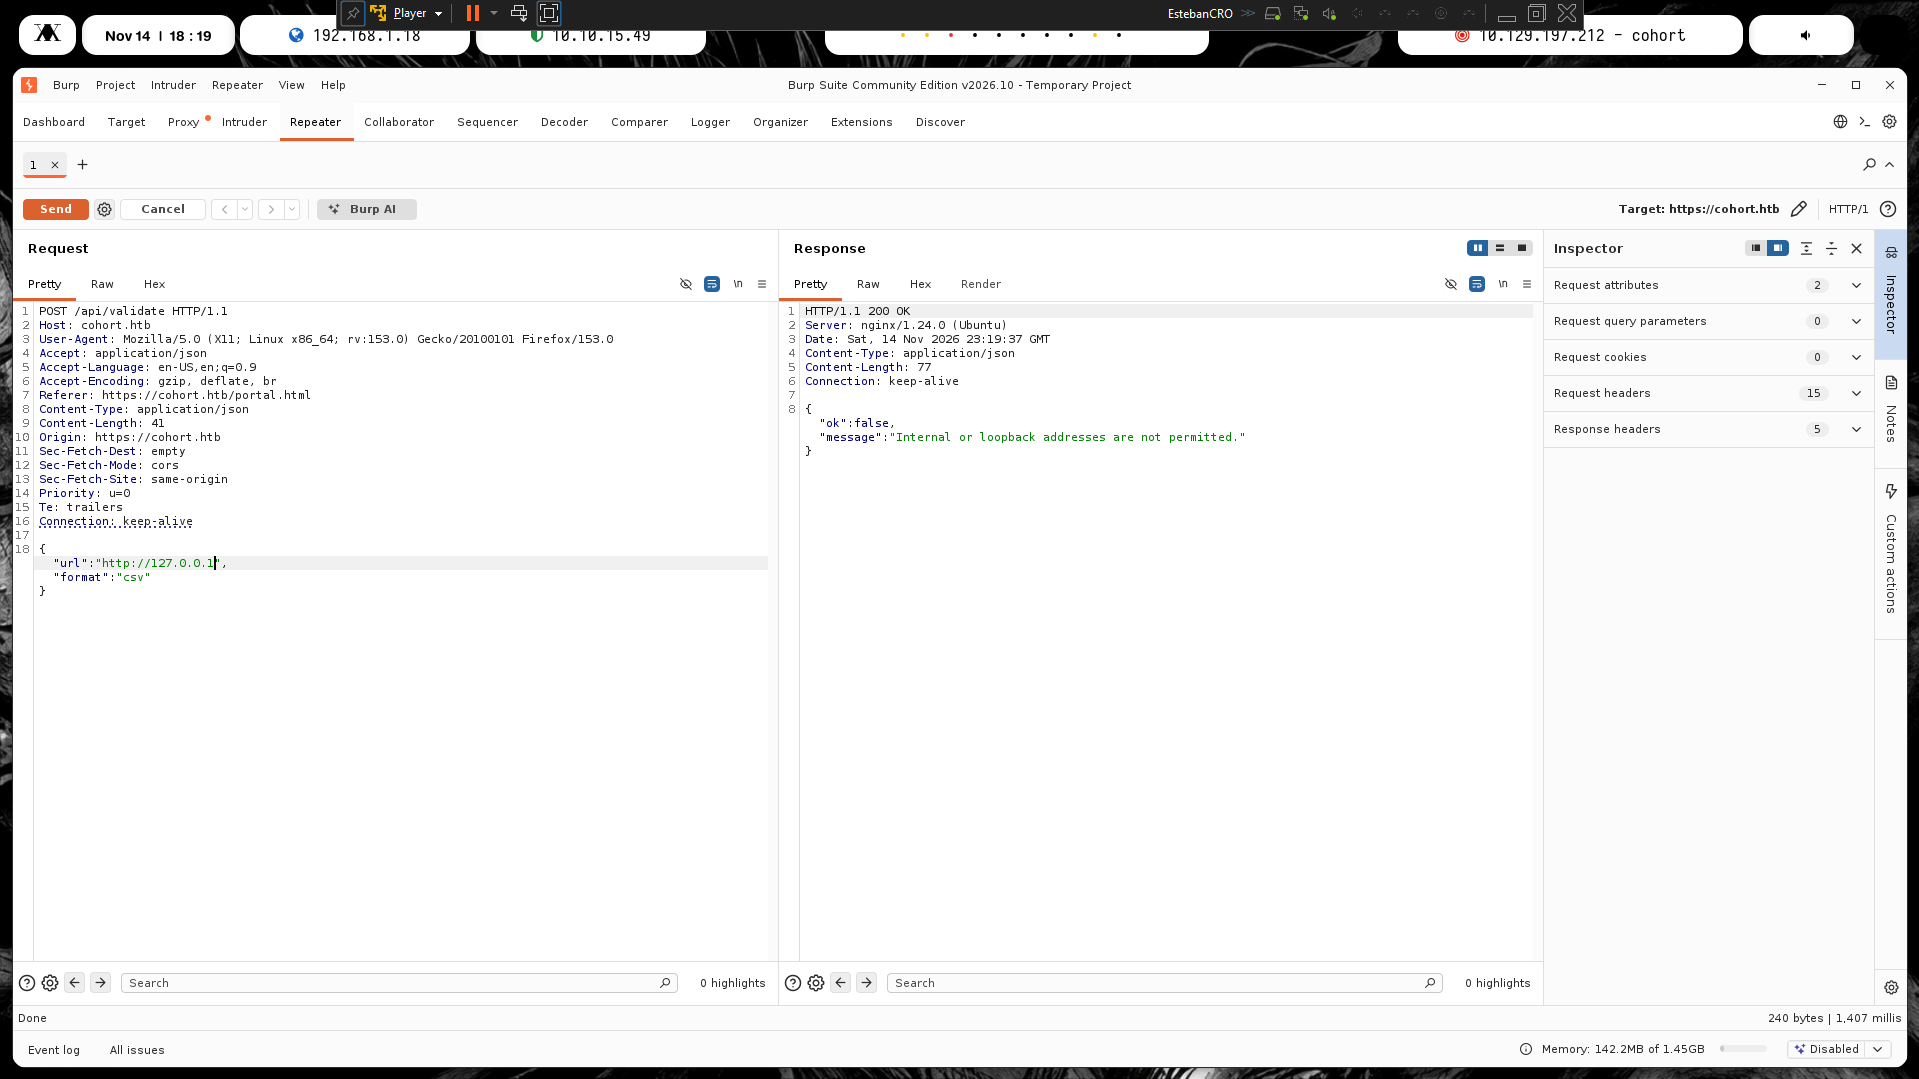 Player
EstebanCRO
Nov 14 | 18 : 19
192.168.1.18
10.10.15.49
10.129.197.212 - cohort
Burp Project Intruder Repeater View Help
Burp Suite Community Edition v2026.10 - Temporary Project
Dashboard Target Proxy Intruder Repeater Collaborator Sequencer Decoder Comparer Logger Organizer Extensions Discover
1 × +
Send Cancel < > Burp AI
Target: https://cohort.htb HTTP/1
Request
Pretty Raw Hex \n
1 POST /api/validate HTTP/1.1
2 Host: cohort.htb
3 User-Agent: Mozilla/5.0 (X11; Linux x86_64; rv:153.0) Gecko/20100101 Firefox/153.0
4 Accept: application/json
5 Accept-Language: en-US,en;q=0.9
6 Accept-Encoding: gzip, deflate, br
7 Referer: https://cohort.htb/portal.html
8 Content-Type: application/json
9 Content-Length: 41
10 Origin: https://cohort.htb
11 Sec-Fetch-Dest: empty
12 Sec-Fetch-Mode: cors
13 Sec-Fetch-Site: same-origin
14 Priority: u=0
15 Te: trailers
16 Connection: keep-alive
17
18 {
"url":"http://127.0.0.1",
"format":"csv"
}
Search 0 highlights
Response
Pretty Raw Hex Render \n
1 HTTP/1.1 200 OK
2 Server: nginx/1.24.0 (Ubuntu)
3 Date: Sat, 14 Nov 2026 23:19:37 GMT
4 Content-Type: application/json
5 Content-Length: 77
6 Connection: keep-alive
7
8 {
"ok":false,
"message":"Internal or loopback addresses are not permitted."
}
Search 0 highlights
Inspector
Request attributes 2
Request query parameters 0
Request cookies 0
Request headers 15
Response headers 5
Inspector
Notes
Custom actions
Done
240 bytes | 1,407 millis
Event log All issues
Memory: 142.2MB of 1.45GB
Disabled